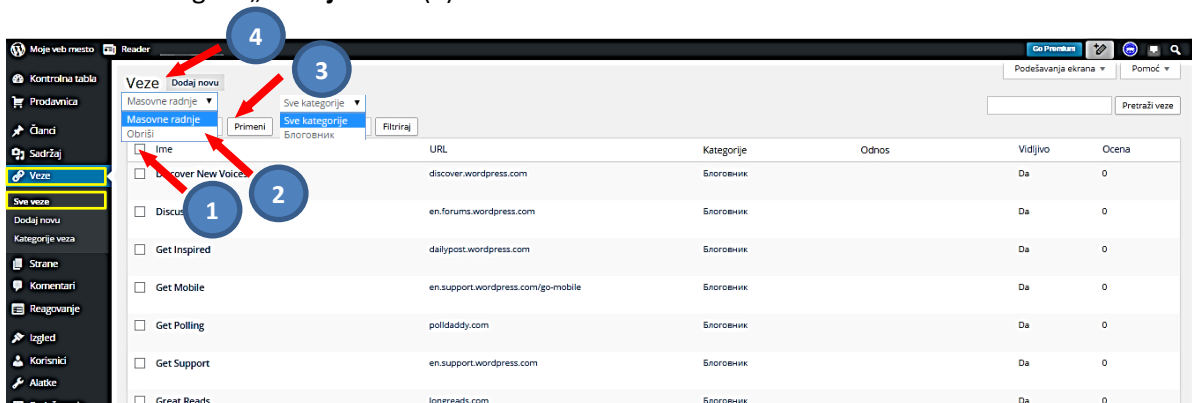 4
Moje veb mesto Reader Go Premium
Kontrolna tabla Podešavanja ekrana Pomoć
Veze Dodaj novu 3
Prodavnica Masovne radnje Sve kategorije Pretraži veze
Masovne radnje Primeni Sve kategorije Filtriraj
Članci Obriši Блоговник
Sadržaj Ime URL Kategorije Odnos Vidljivo Ocena
Veze Discover New Voices discover.wordpress.com Блоговник Da 0
1 2
Sve veze
Dodaj novu en.forums.wordpress.com Блоговник Da 0
Kategorije veza
Get Inspired dailypost.wordpress.com Блоговник Da 0
Strane
Komentari Get Mobile en.support.wordpress.com/go-mobile Блоговник Da 0
Reagovanje
Get Polling polldaddy.com Блоговник Da 0
Izgled
Korisnici Get Support en.support.wordpress.com Блоговник Da 0
Alatke
Great Reads longreads.com Блоговник Da 0